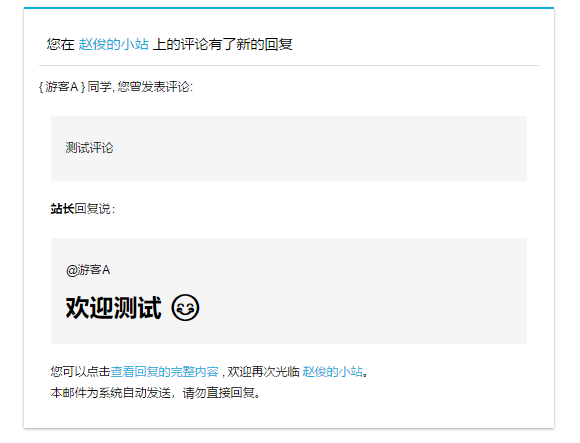 您在 赵俊的小站 上的评论有了新的回复
{ 游客A } 同学, 您曾发表评论:
测试评论
站长回复说：
@游客A
欢迎测试 😊
您可以点击查看回复的完整内容 , 欢迎再次光临 赵俊的小站。
本邮件为系统自动发送，请勿直接回复。